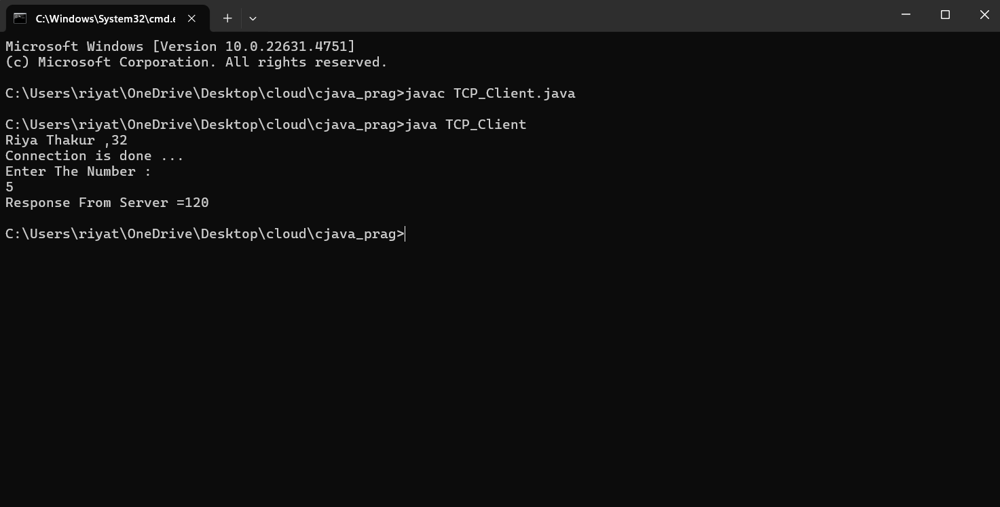 C:\Windows\System32\cmd.e
Microsoft Windows [Version 10.0.22631.4751]
(c) Microsoft Corporation. All rights reserved.
C:\Users\riyat\OneDrive\Desktop\cloud\cjava_prag>javac TCP_Client.java
C:\Users\riyat\OneDrive\Desktop\cloud\cjava_prag>java TCP_Client
Riya Thakur ,32
Connection is done ...
Enter The Number :
5
Response From Server =120
C:\Users\riyat\OneDrive\Desktop\cloud\cjava_prag>